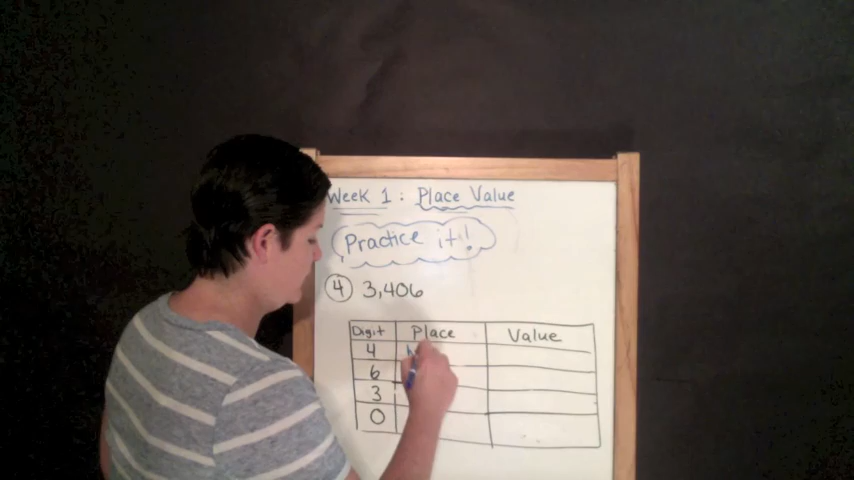 Week 1 : Place Value
Practice it!
4 3,406
Digit Place Value
4
6
3
0